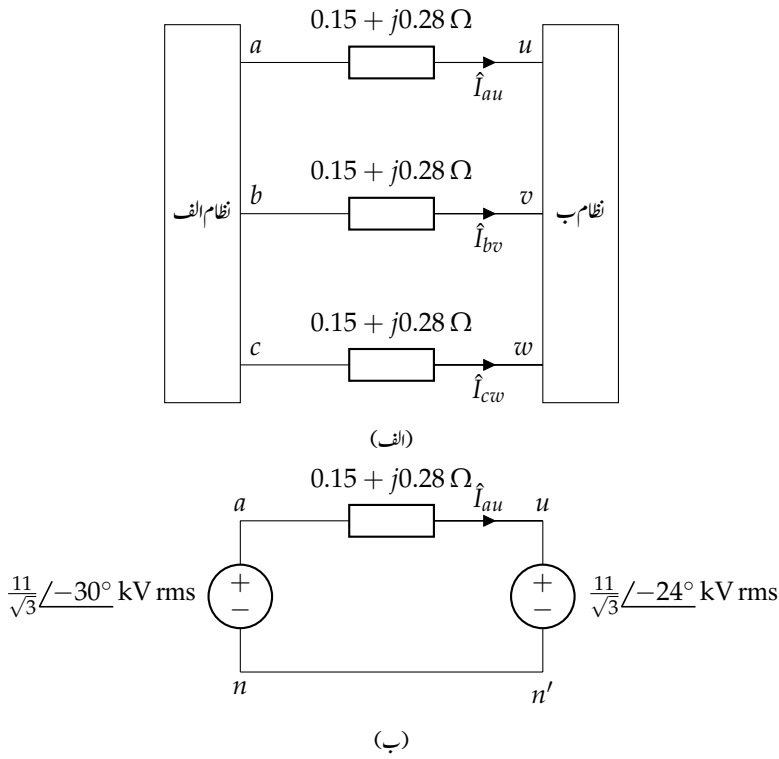 0.15 + j0.28 Ω
a u
Î_au
0.15 + j0.28 Ω
b v
نظام الف نظام ب
Î_bv
0.15 + j0.28 Ω
c w
Î_cw
(الف)
0.15 + j0.28 Ω
Î_au
a u
11/√3 /−30° kV rms + − + − 11/√3 /−24° kV rms
n n′
(ب)